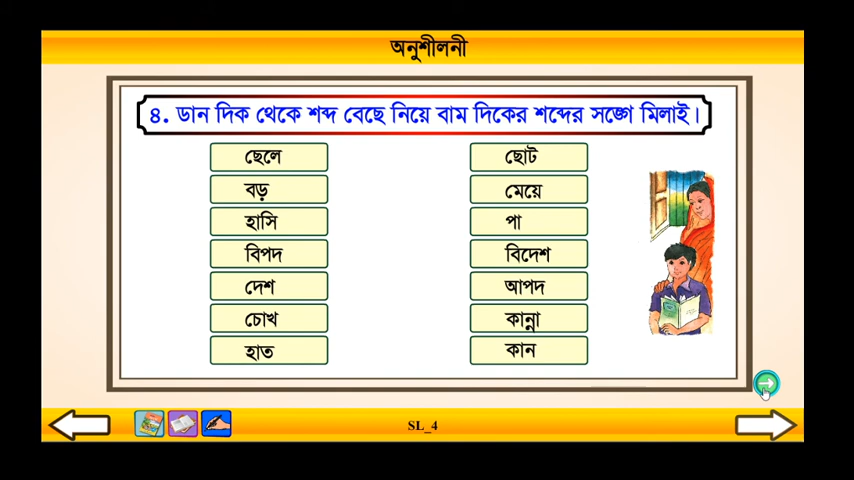 অনুশীলনী
৪. ডান দিক থেকে শব্দ বেছে নিয়ে বাম দিকের শব্দের সঙ্গে মিলাই।
ছেলে ছোট
বড় মেয়ে
হাসি পা
বিপদ বিদেশ
দেশ আপদ
চোখ কান্না
হাত কান
SL_4